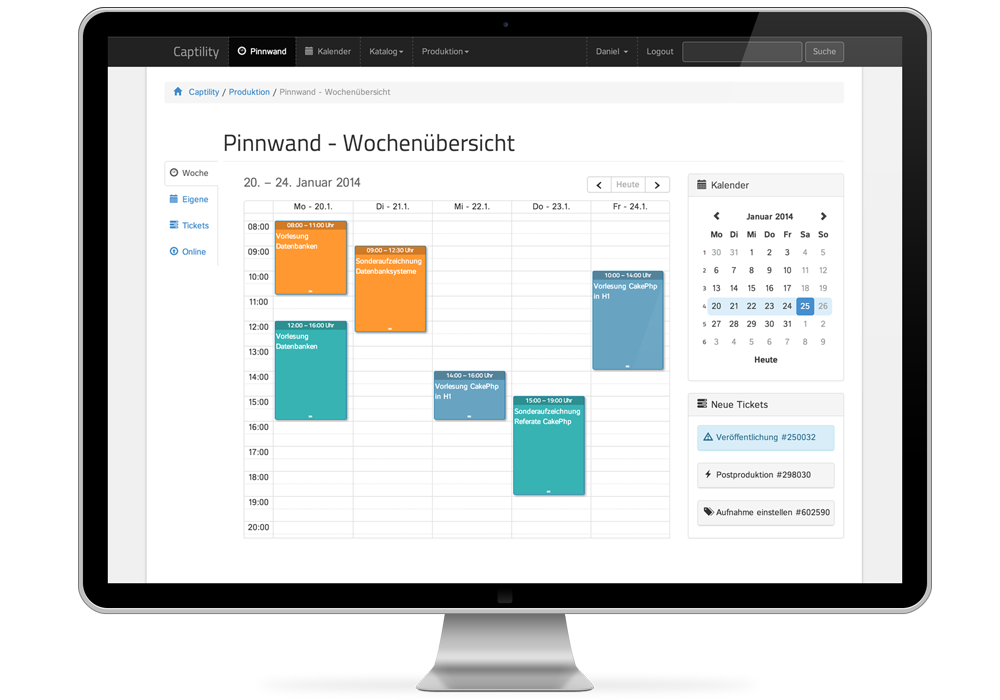 Captility Pinnwand Kalender Katalog Produktion Daniel Logout Suche
Captility / Produktion / Pinnwand - Wochenübersicht
Pinnwand - Wochenübersicht
Woche
Eigene
Tickets
Online
20. – 24. Januar 2014
Heute
Mo - 20.1. Di - 21.1. Mi - 22.1. Do - 23.1. Fr - 24.1.
08:00
09:00
10:00
11:00
12:00
13:00
14:00
15:00
16:00
17:00
18:00
19:00
20:00
08:00 – 11:00 Uhr
Vorlesung
Datenbanken
12:00 – 16:00 Uhr
Vorlesung
Datenbanken
09:00 – 12:30 Uhr
Sonderaufzeichnung
Datenbanksysteme
14:00 – 16:00 Uhr
Vorlesung CakePhp
in H1
15:00 – 19:00 Uhr
Sonderaufzeichnung
Referate CakePhp
10:00 – 14:00 Uhr
Vorlesung CakePhp
in H1
Kalender
Januar 2014
Mo Di Mi Do Fr Sa So
1 30 31 1 2 3 4 5
2 6 7 8 9 10 11 12
3 13 14 15 16 17 18 19
4 20 21 22 23 24 25 26
5 27 28 29 30 31 1 2
6 3 4 5 6 7 8 9
Heute
Neue Tickets
Veröffentlichung #250032
Postproduktion #298030
Aufnahme einstellen #602590